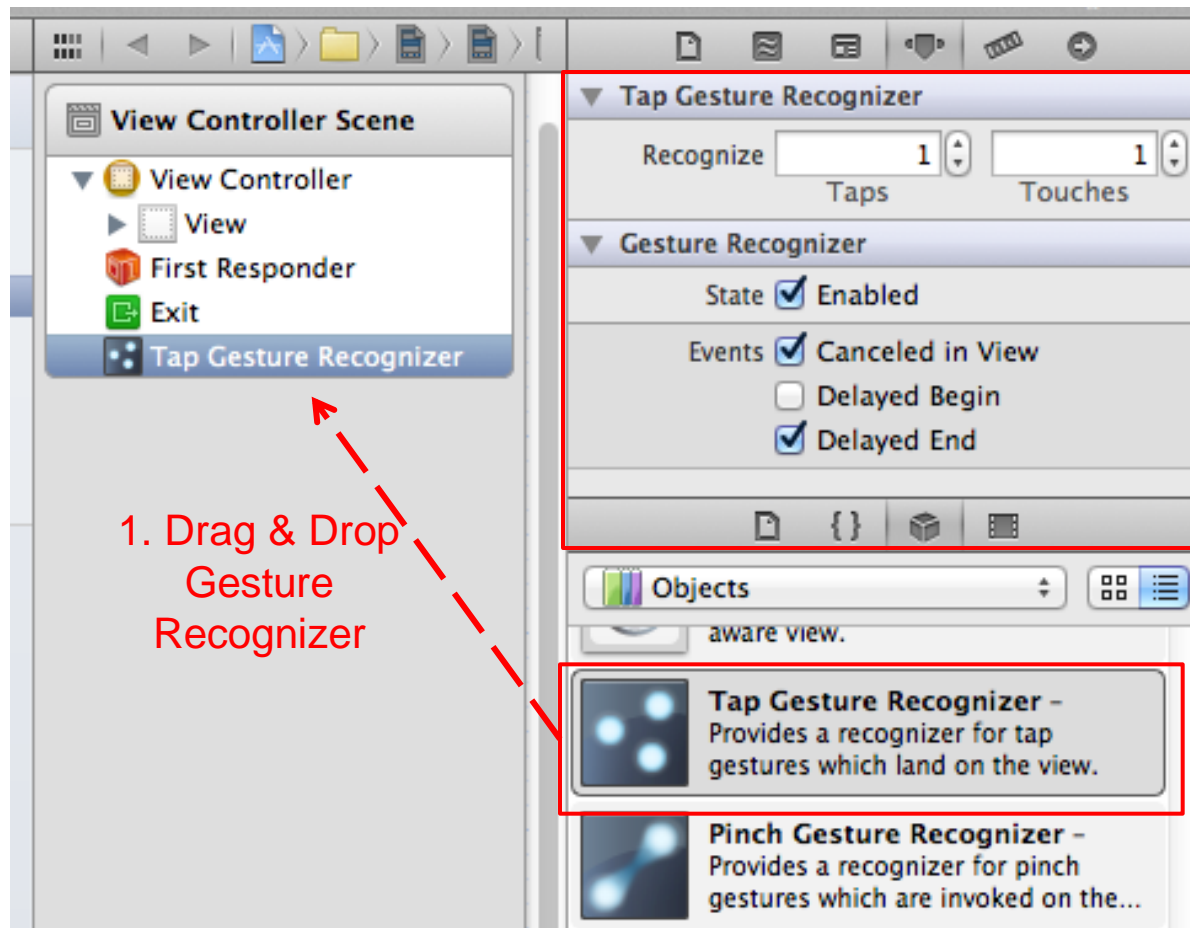 View Controller Scene
View Controller
View
First Responder
Exit
Tap Gesture Recognizer
1. Drag & Drop
Gesture
Recognizer
Tap Gesture Recognizer
Recognize 1 1
Taps Touches
Gesture Recognizer
State Enabled
Events Canceled in View
Delayed Begin
Delayed End
{}
Objects
aware view.
Tap Gesture Recognizer –
Provides a recognizer for tap
gestures which land on the view.
Pinch Gesture Recognizer –
Provides a recognizer for pinch
gestures which are invoked on the...